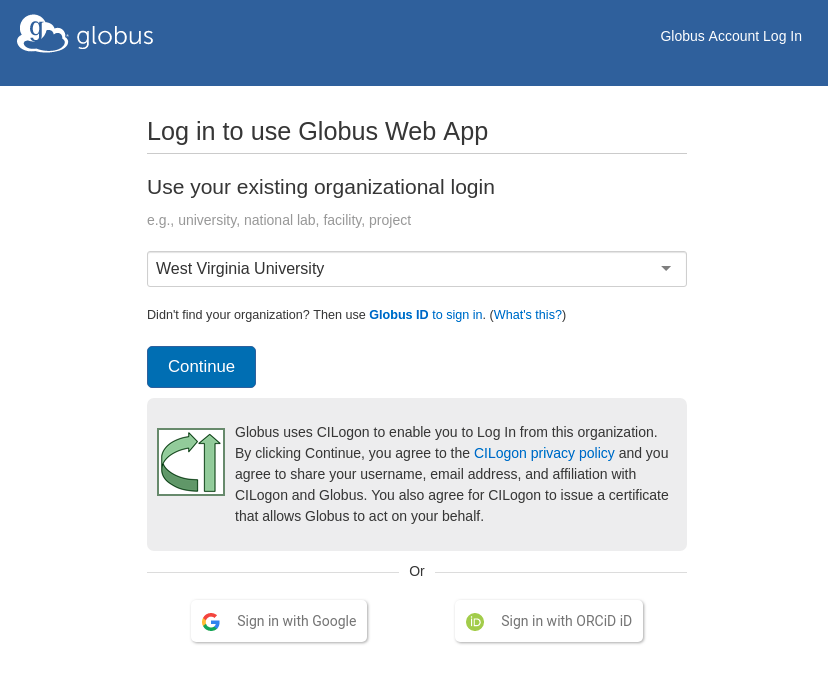 globus
Globus Account Log In
Log in to use Globus Web App
Use your existing organizational login
e.g., university, national lab, facility, project
West Virginia University
Didn't find your organization? Then use Globus ID to sign in. (What's this?)
Continue
Globus uses CILogon to enable you to Log In from this organization.
By clicking Continue, you agree to the CILogon privacy policy and you
agree to share your username, email address, and affiliation with
CILogon and Globus. You also agree for CILogon to issue a certificate
that allows Globus to act on your behalf.
Or
Sign in with Google
Sign in with ORCiD iD